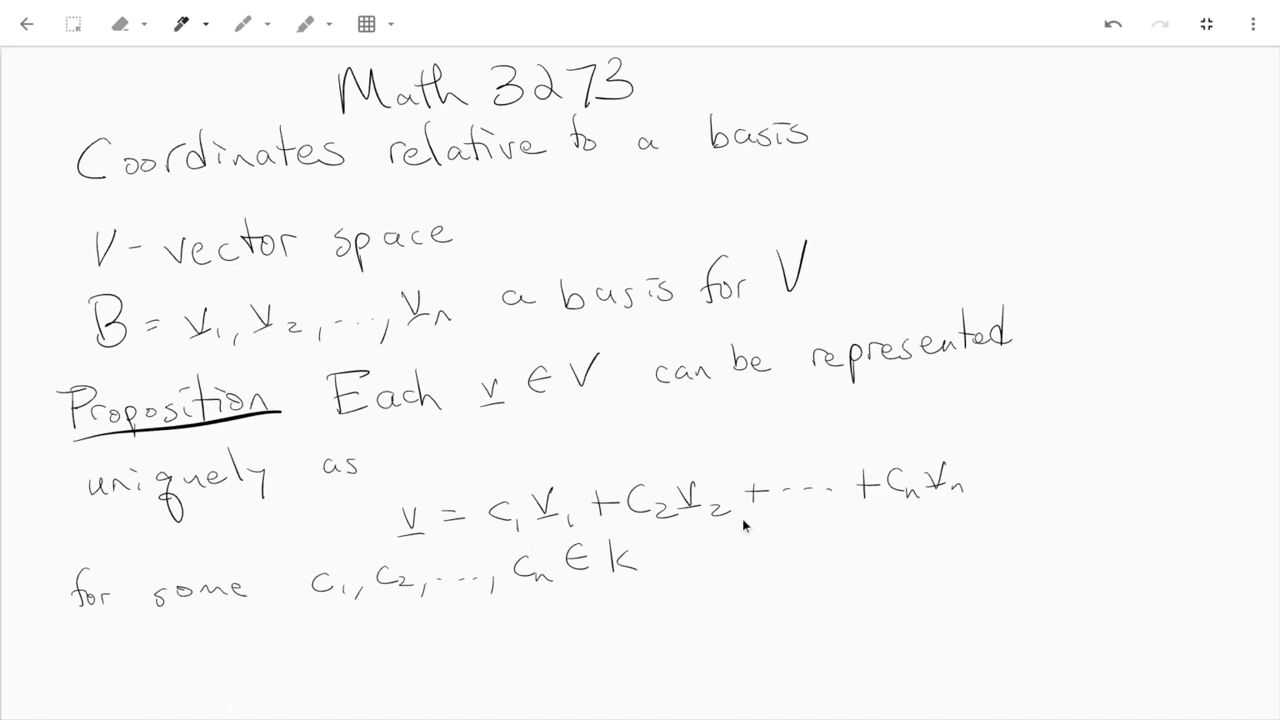 Math 3273
Coordinates relative to a basis
V - vector space
B = v₁, v₂, ..., vₙ a basis for V
Proposition Each v ∈ V can be represented
uniquely as
v = c₁v₁ + c₂v₂ + ---- + cₙvₙ
for some c₁, c₂, ..., cₙ ∈ k